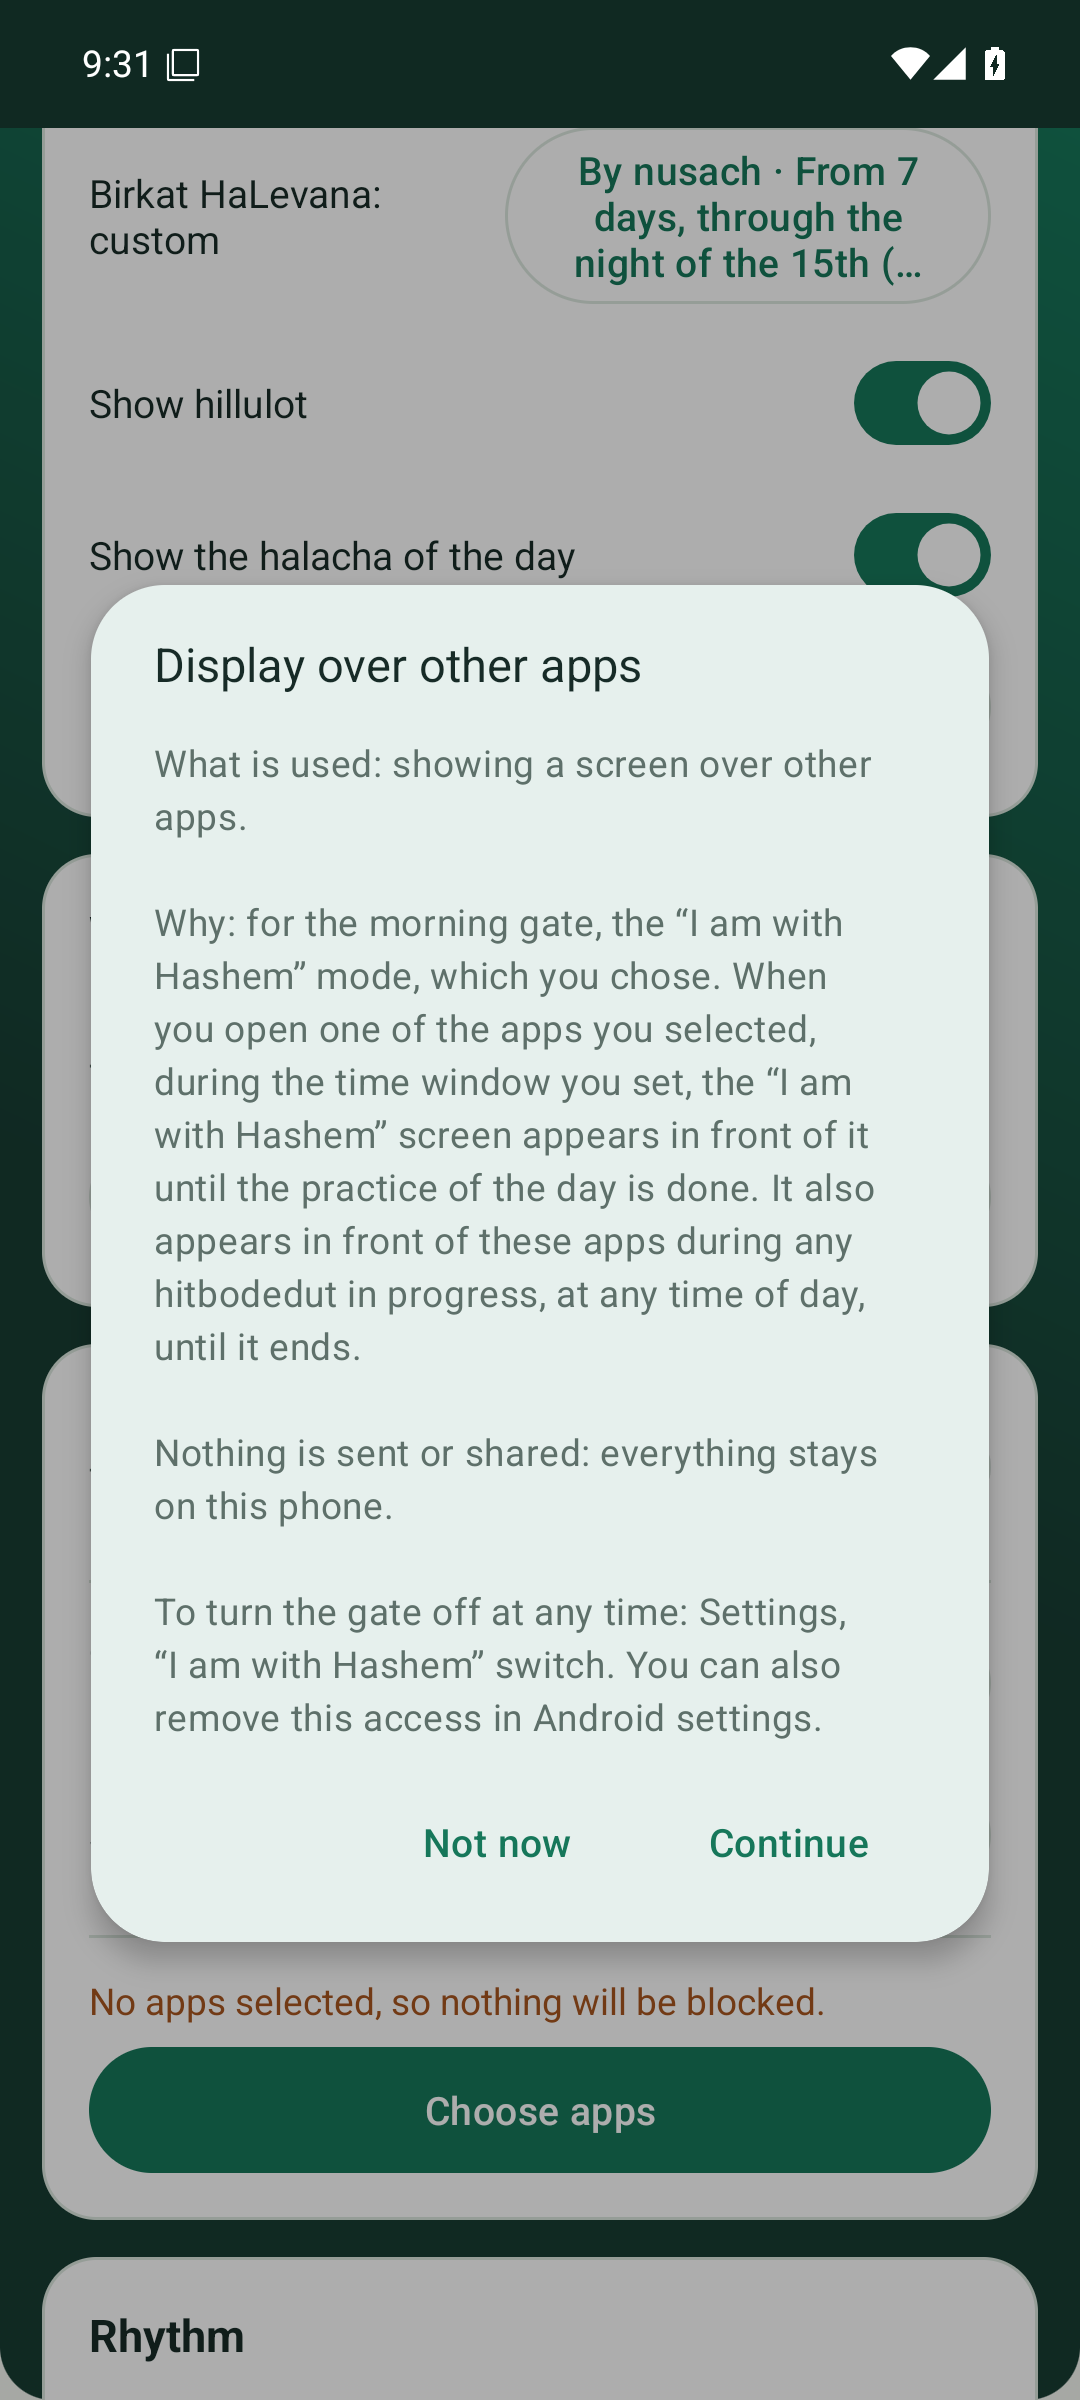 9:31
Birkat HaLevana:
custom
By nusach · From 7
days, through the
night of the 15th (…
Show hillulot
Show the halacha of the day
Display over other apps
What is used: showing a screen over other
apps.
Why: for the morning gate, the “I am with
Hashem” mode, which you chose. When
you open one of the apps you selected,
during the time window you set, the “I am
with Hashem” screen appears in front of it
until the practice of the day is done. It also
appears in front of these apps during any
hitbodedut in progress, at any time of day,
until it ends.
Nothing is sent or shared: everything stays
on this phone.
To turn the gate off at any time: Settings,
“I am with Hashem” switch. You can also
remove this access in Android settings.
Not now
Continue
No apps selected, so nothing will be blocked.
Choose apps
Rhythm